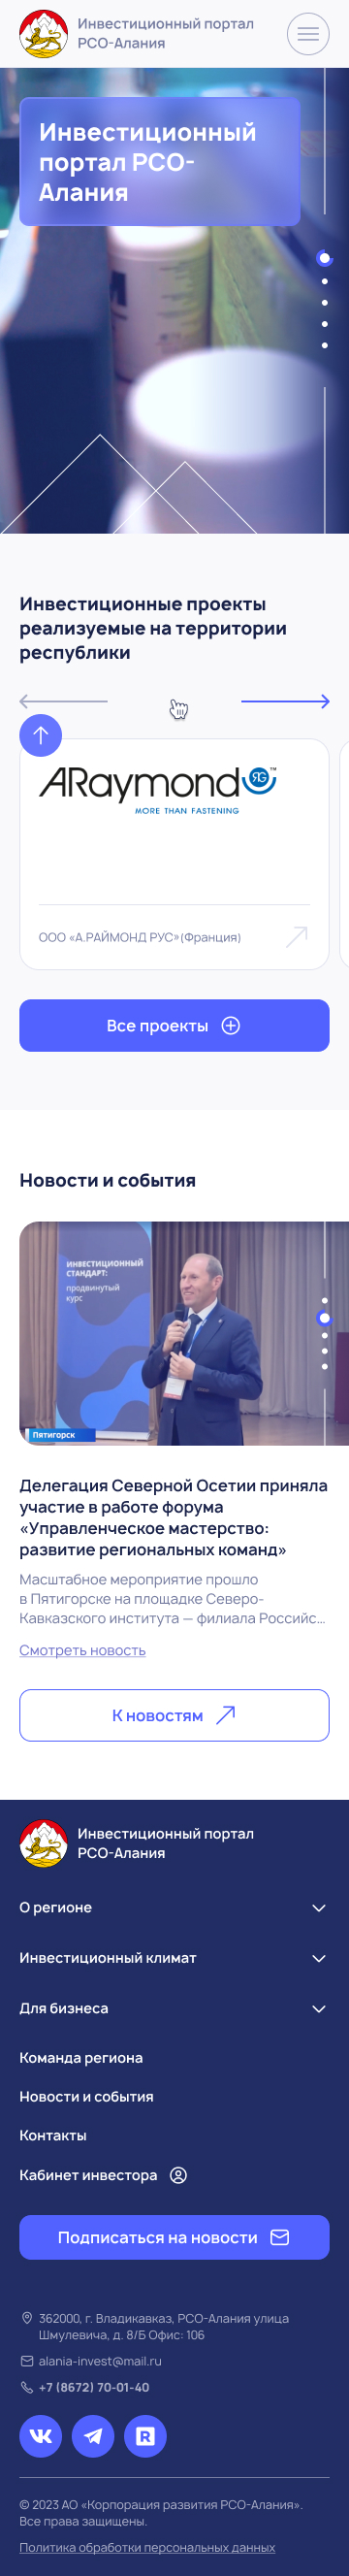 Инвестиционный портал
РСО-Алания
Инвестиционный
портал РСО-
Алания
Инвестиционные проекты
реализуемые на территории
республики
ARaymond
MORE THAN FASTENING
ООО «А.РАЙМОНД РУС»(Франция)
Все проекты
Новости и события
ИНВЕСТИЦИОННЫЙ
СТАНДАРТ:
продвинутый
курс
Пятигорск
Делегация Северной Осетии приняла
участие в работе форума
«Управленческое мастерство:
развитие региональных команд»
Масштабное мероприятие прошло
в Пятигорске на площадке Северо-
Кавказского института — филиала Российс...
Смотреть новость
К новостям
Инвестиционный портал
РСО-Алания
О регионе
Инвестиционный климат
Для бизнеса
Команда региона
Новости и события
Контакты
Кабинет инвестора
Подписаться на новости
362000, г. Владикавказ, РСО-Алания улица
Шмулевича, д. 8/Б Офис: 106
alania-invest@mail.ru
+7 (8672) 70-01-40
© 2023 АО «Корпорация развития РСО-Алания».
Все права защищены.
Политика обработки персональных данных